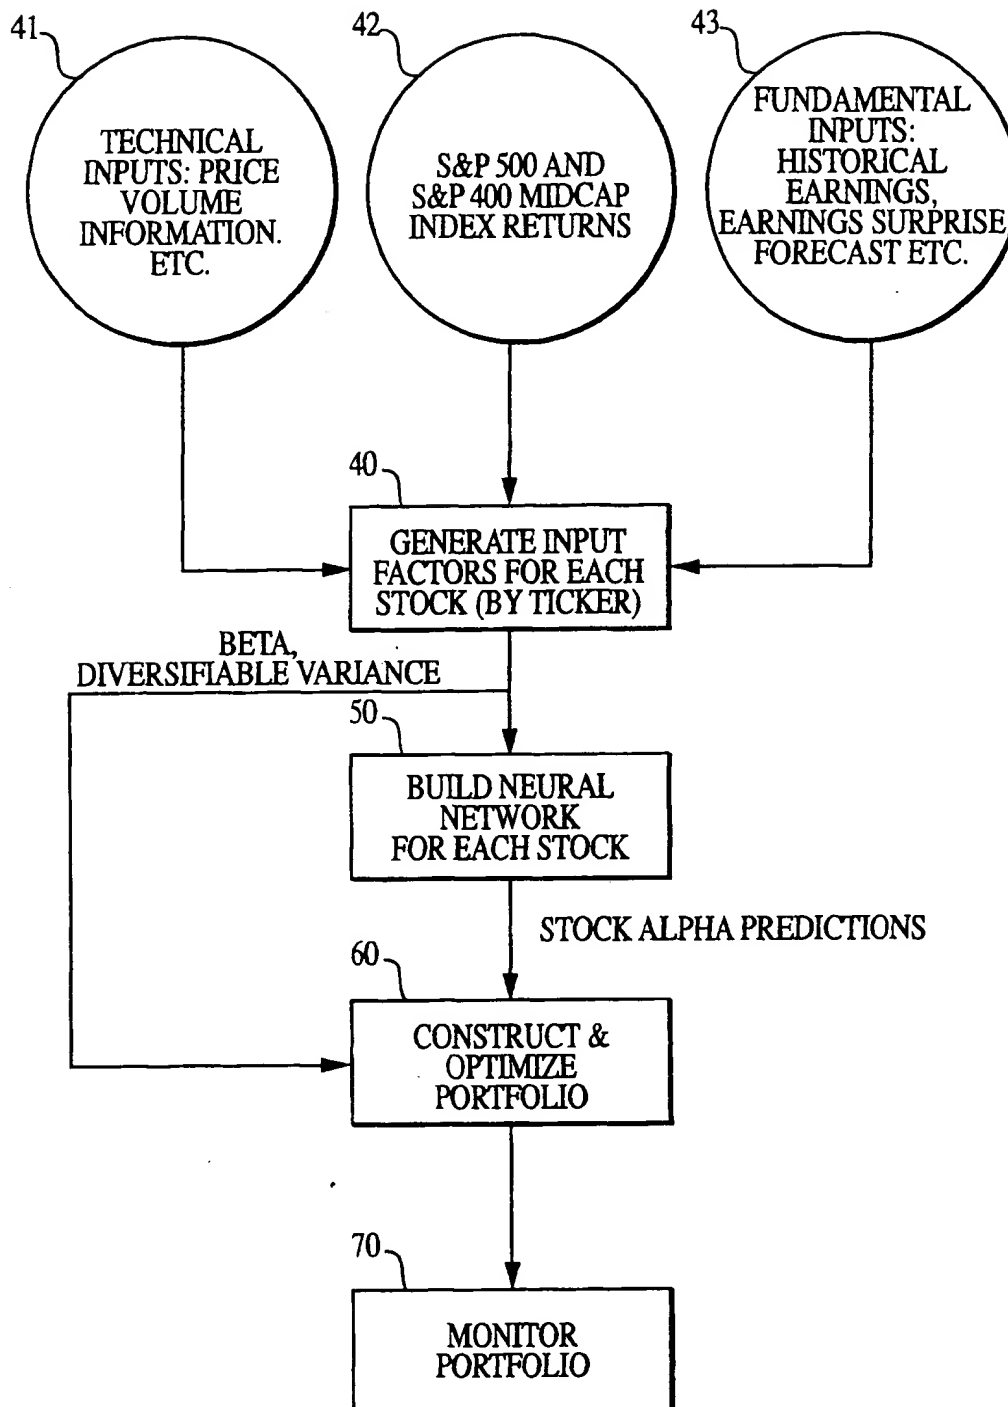 41
42
43
TECHNICAL
INPUTS: PRICE
VOLUME
INFORMATION.
ETC.
S&P 500 AND
S&P 400 MIDCAP
INDEX RETURNS
FUNDAMENTAL
INPUTS:
HISTORICAL
EARNINGS,
EARNINGS SURPRISE
FORECAST ETC.
40
GENERATE INPUT
FACTORS FOR EACH
STOCK (BY TICKER)
BETA,
DIVERSIFIABLE VARIANCE
50
BUILD NEURAL
NETWORK
FOR EACH STOCK
STOCK ALPHA PREDICTIONS
60
CONSTRUCT &
OPTIMIZE
PORTFOLIO
70
MONITOR
PORTFOLIO